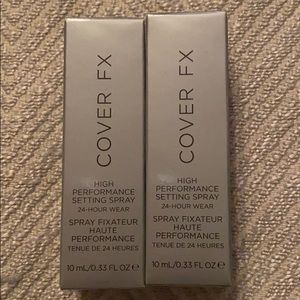 COVER FX
HIGH
PERFORMANCE
SETTING SPRAY
24-HOUR WEAR
SPRAY FIXATEUR
HAUTE
PERFORMANCE
TENUE DE 24 HEURES
10 mL/0.33 FL OZ ℮
COVER FX
HIGH
PERFORMANCE
SETTING SPRAY
24-HOUR WEAR
SPRAY FIXATEUR
HAUTE
PERFORMANCE
TENUE DE 24 HEURES
10 mL/0.33 FL OZ ℮